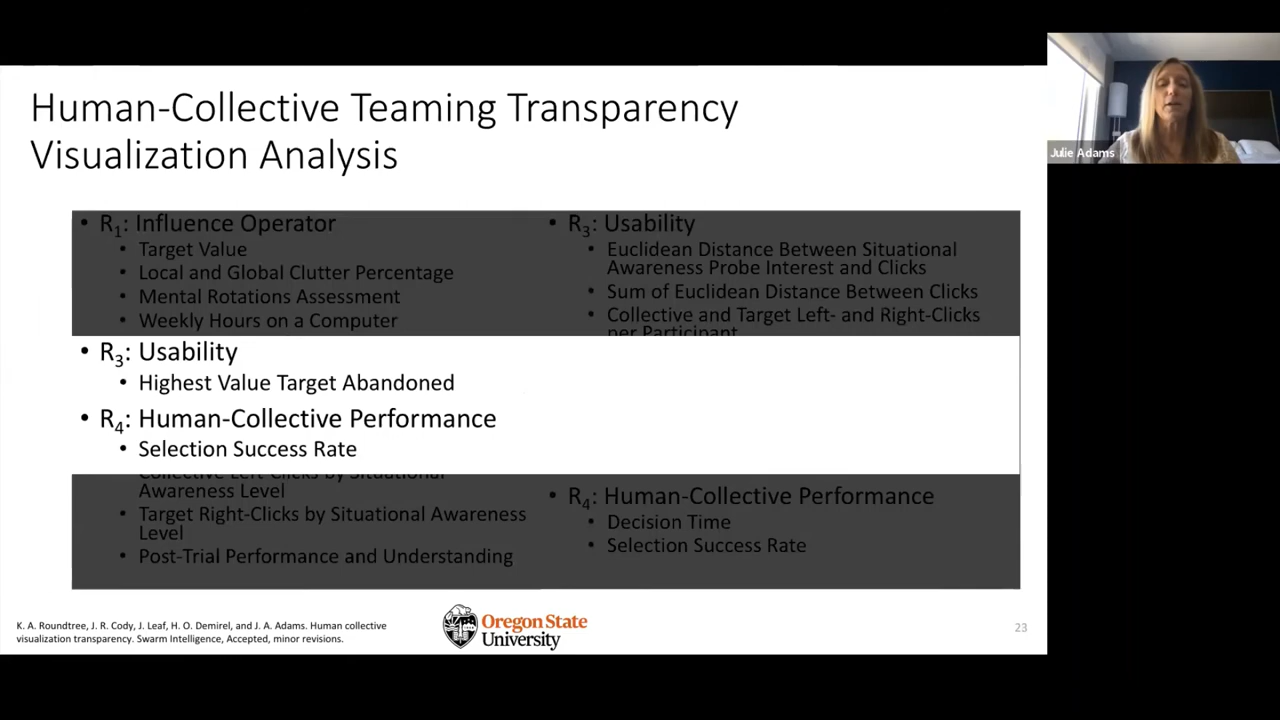 Human-Collective Teaming Transparency
Visualization Analysis
Julie Adams
• R1: Influence Operator
• Target Value
• Local and Global Clutter Percentage
• Mental Rotations Assessment
• Weekly Hours on a Computer
• R3: Usability
• Euclidean Distance Between Situational
Awareness Probe Interest and Clicks
• Sum of Euclidean Distance Between Clicks
• Collective and Target Left- and Right-Clicks
per Participant
• R3: Usability
• Highest Value Target Abandoned
• R4: Human-Collective Performance
• Selection Success Rate
Collective Left-Clicks by Situational
Awareness Level
• Target Right-Clicks by Situational Awareness
Level
• Post-Trial Performance and Understanding
• R4: Human-Collective Performance
• Decision Time
• Selection Success Rate
K. A. Roundtree, J. R. Cody, J. Leaf, H. O. Demirel, and J. A. Adams. Human collective
visualization transparency. Swarm Intelligence, Accepted, minor revisions.
Oregon State
University
23